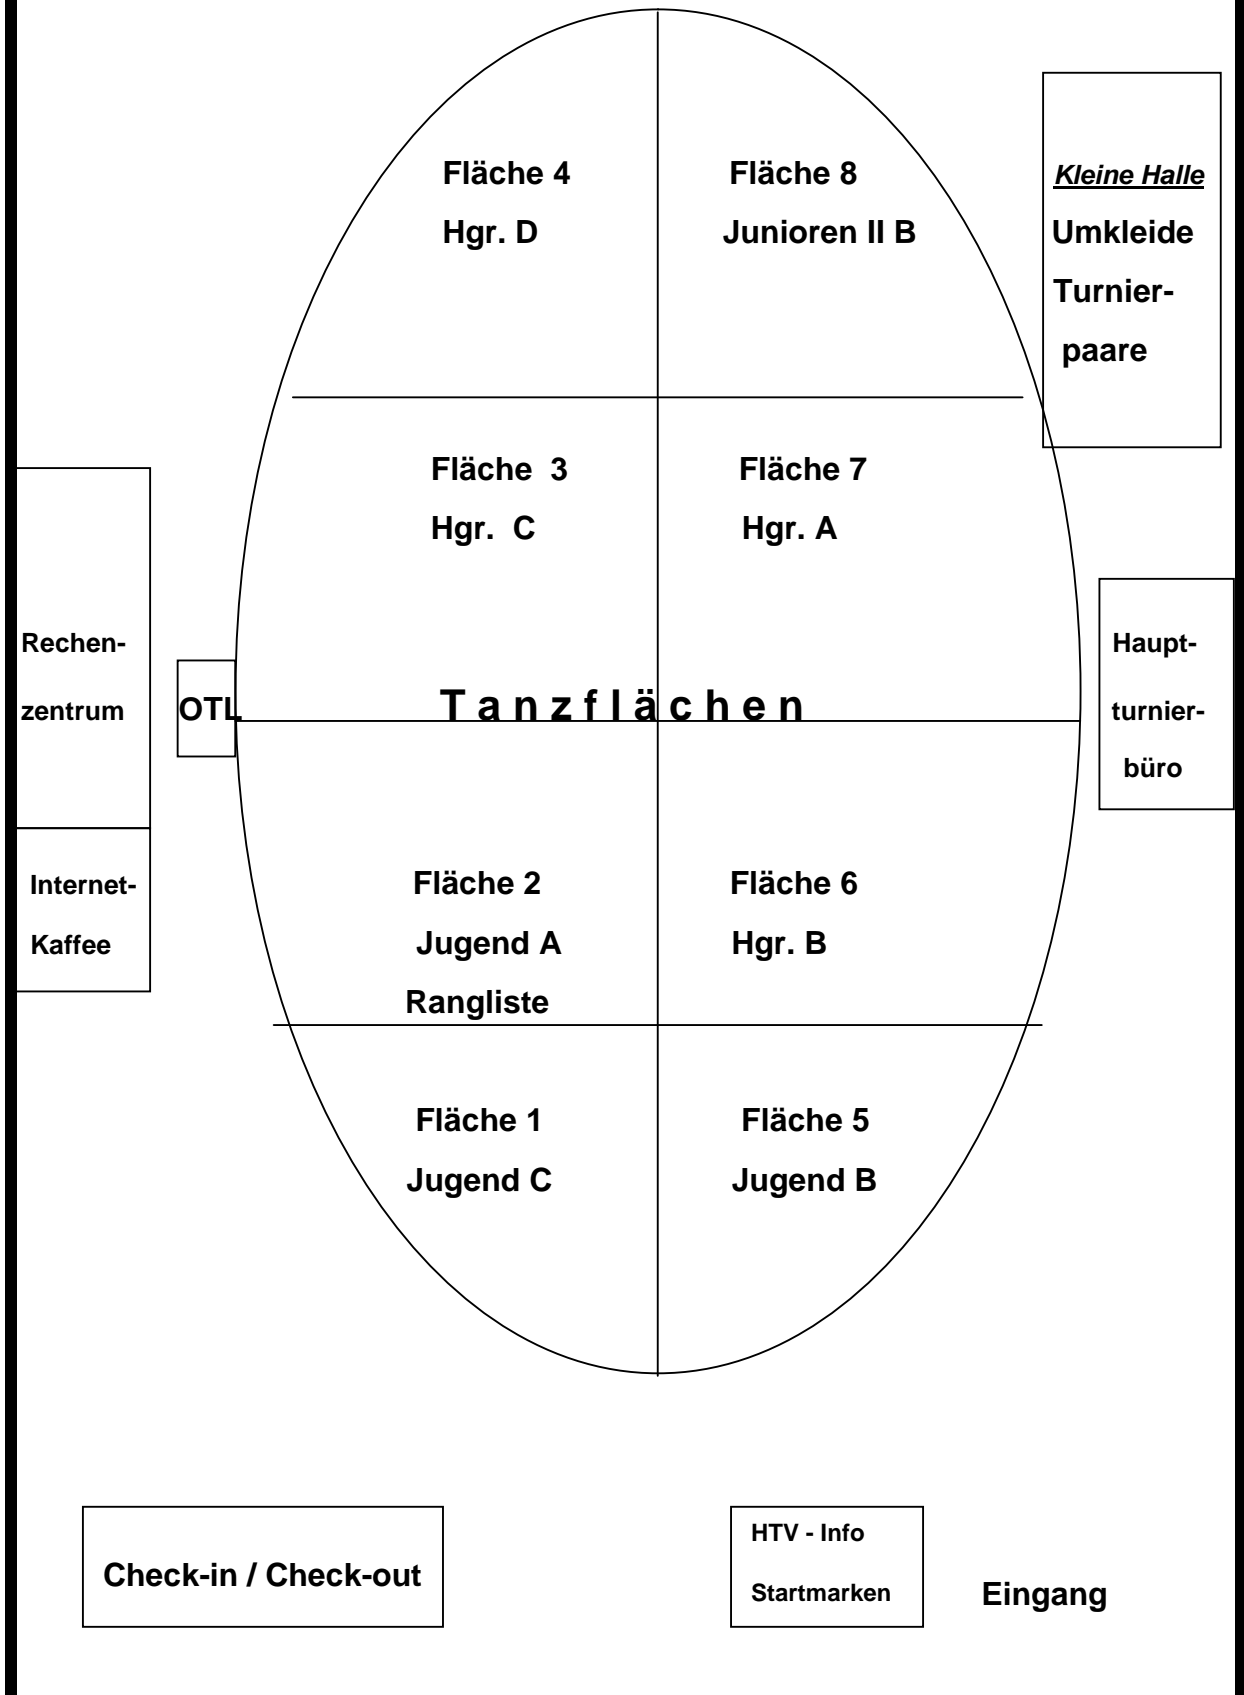 Fläche 4
Hgr. D
Fläche 8
Junioren II B
Kleine Halle
Umkleide
Turnier-
paare
Fläche  3
Hgr.  C
Fläche 7
Hgr. A
Rechen-
zentrum
OTL
T a n z f l ä c h e n
Haupt-
turnier-
büro
Internet-
Kaffee
Fläche 2
Jugend A
Rangliste
Fläche 6
Hgr. B
Fläche 1
Jugend C
Fläche 5
Jugend B
Check-in / Check-out
HTV - Info
Startmarken
Eingang